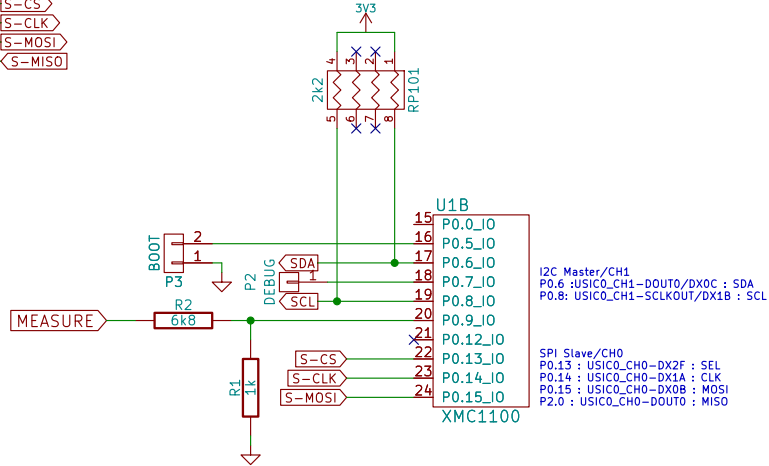 S-CS
S-CLK
S-MOSI
S-MISO
3V3
4 3 2 1
2k2
RP101
5 6 7 8
U1B
15 P0.0_IO
BOOT
2
1
P3
16 P0.5_IO
SDA
17 P0.6_IO
P2
DEBUG
1
18 P0.7_IO
SCL
19 P0.8_IO
MEASURE
R2
6k8
20 P0.9_IO
21 P0.12_IO
R1
1k
S-CS
22 P0.13_IO
S-CLK
23 P0.14_IO
S-MOSI
24 P0.15_IO
XMC1100
I2C Master/CH1
P0.6 :USIC0_CH1-DOUT0/DX0C : SDA
P0.8: USIC0_CH1-SCLKOUT/DX1B : SCL
SPI Slave/CH0
P0.13 : USIC0_CH0-DX2F : SEL
P0.14 : USIC0_CH0-DX1A : CLK
P0.15 : USIC0_CH0-DX0B : MOSI
P2.0 : USIC0_CH0-DOUT0 : MISO